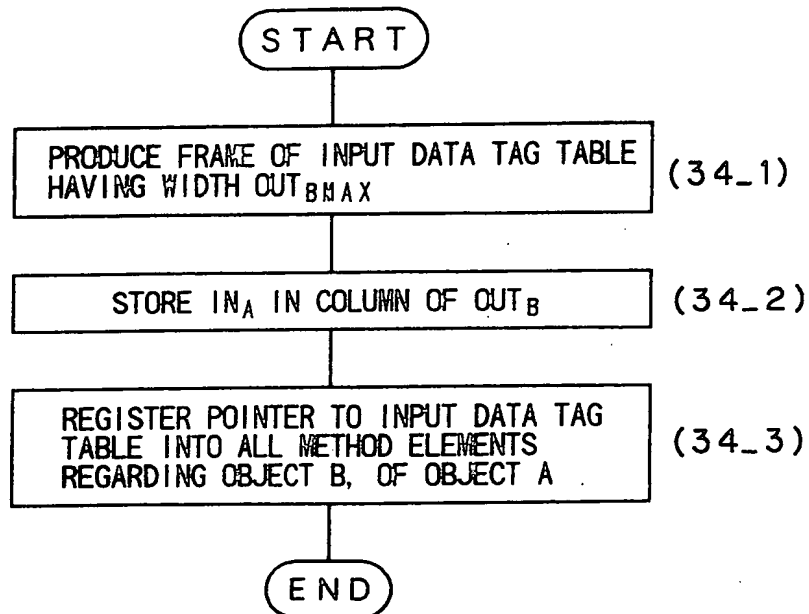 START
PRODUCE FRAME OF INPUT DATA TAG TABLE
HAVING WIDTH OUTBMAX
(34_1)
STORE INA IN COLUMN OF OUTB
(34_2)
REGISTER POINTER TO INPUT DATA TAG
TABLE INTO ALL METHOD ELEMENTS
REGARDING OBJECT B, OF OBJECT A
(34_3)
END